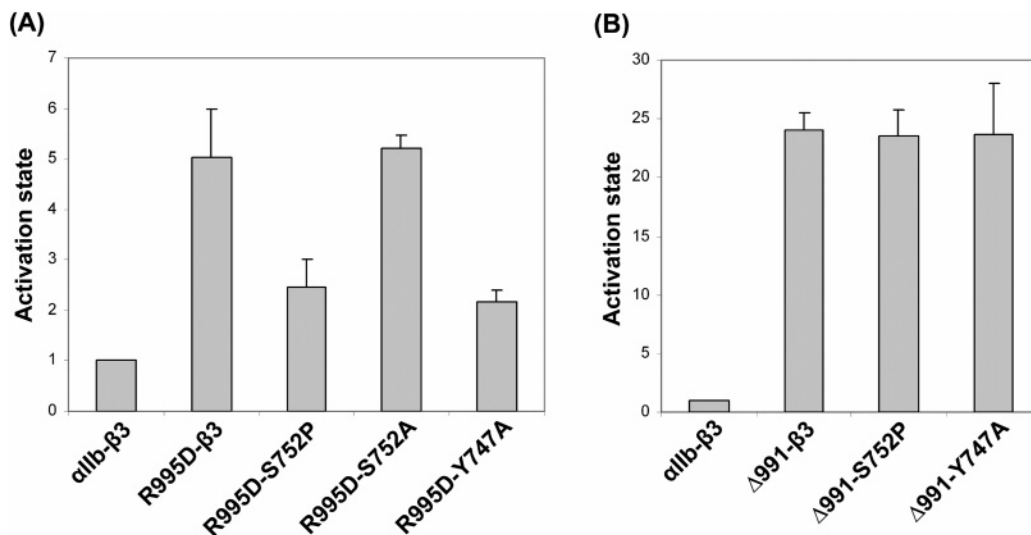 (A)
Activation state
7
6
5
4
3
2
1
0
αIIb-β3
R995D-β3
R995D-S752P
R995D-S752A
R995D-Y747A
(B)
Activation state
30
25
20
15
10
5
0
αIIb-β3
Δ991-β3
Δ991-S752P
Δ991-Y747A